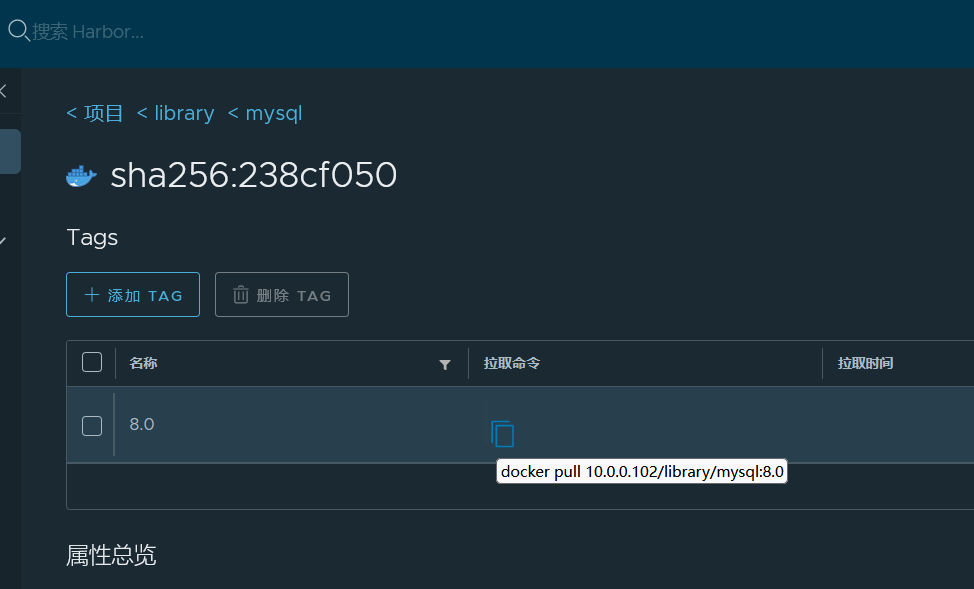 搜索 Harbor...
< 项目 < library < mysql
sha256:238cf050
Tags
+ 添加 TAG 删除 TAG
名称 拉取命令 拉取时间
8.0
docker pull 10.0.0.102/library/mysql:8.0
属性总览